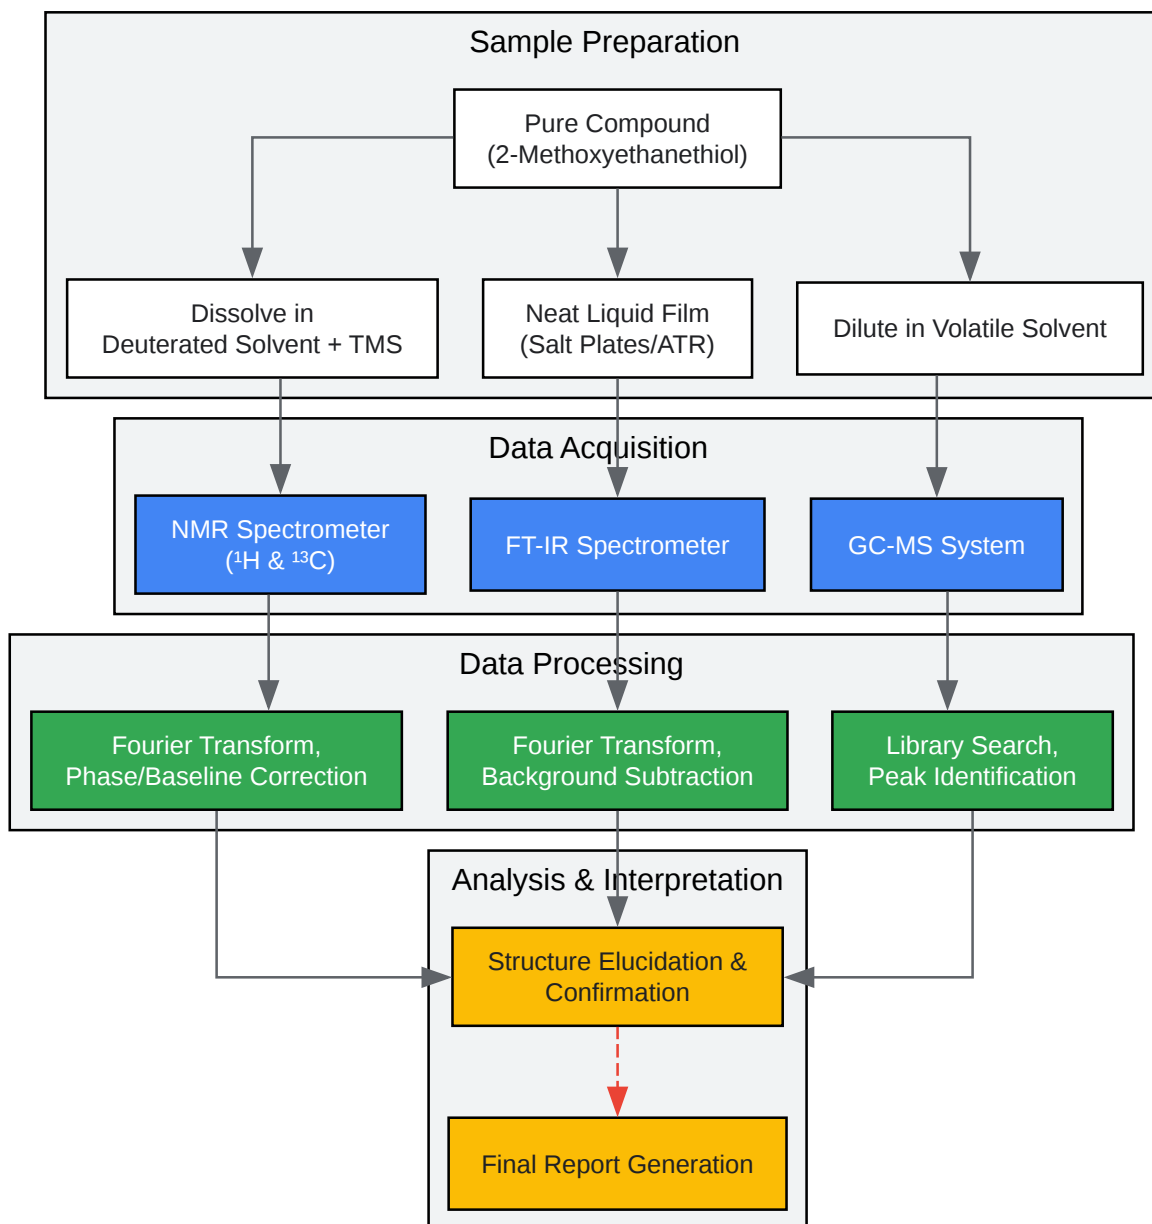 Sample Preparation
Pure Compound
(2-Methoxyethanethiol)
Dissolve in
Deuterated Solvent + TMS
Neat Liquid Film
(Salt Plates/ATR)
Dilute in Volatile Solvent
Data Acquisition
NMR Spectrometer
(¹H & ¹³C)
FT-IR Spectrometer
GC-MS System
Data Processing
Fourier Transform,
Phase/Baseline Correction
Fourier Transform,
Background Subtraction
Library Search,
Peak Identification
Analysis & Interpretation
Structure Elucidation &
Confirmation
Final Report Generation